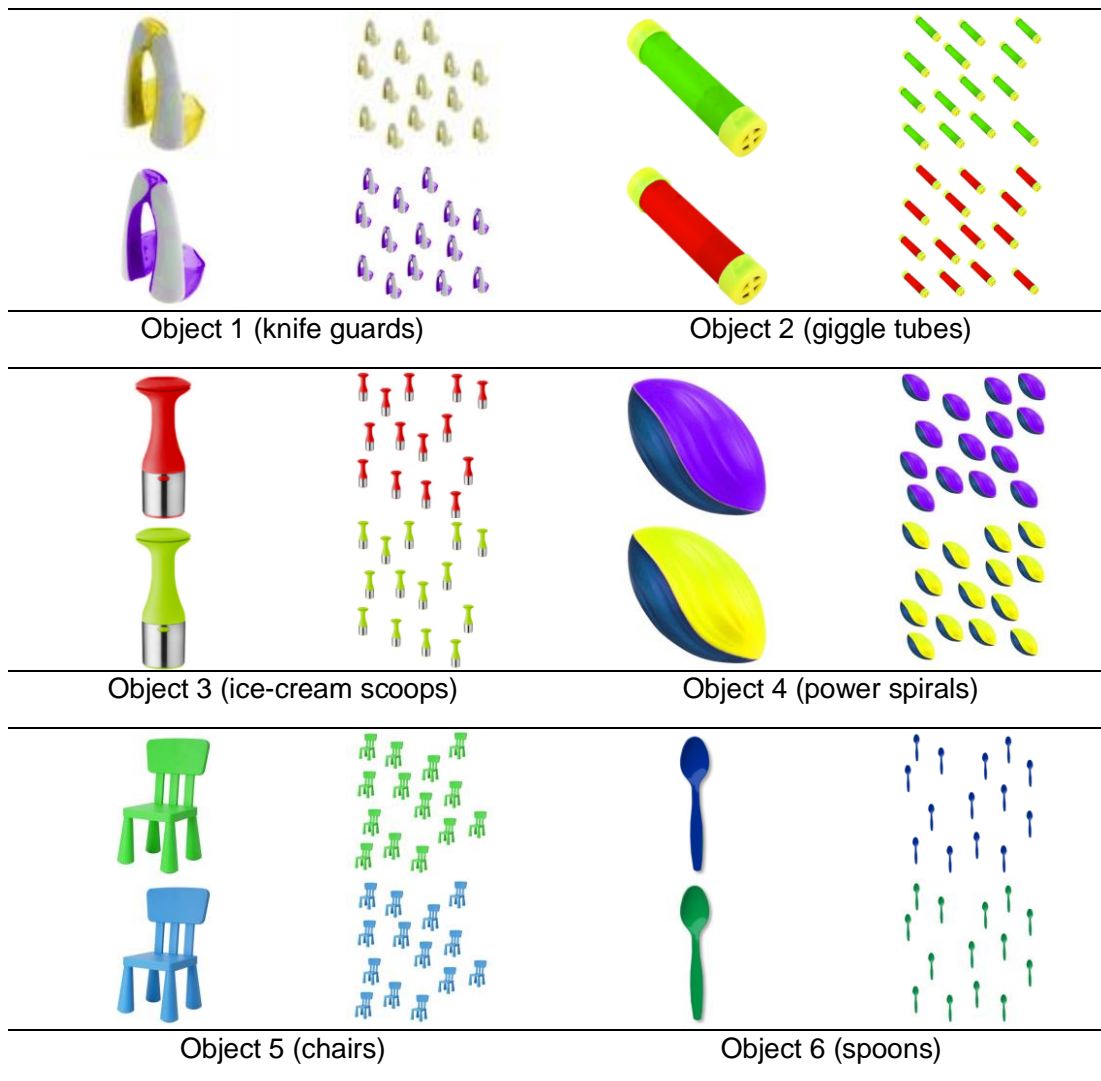 Object 1 (knife guards)
Object 2 (giggle tubes)
Object 3 (ice-cream scoops)
Object 4 (power spirals)
Object 5 (chairs)
Object 6 (spoons)